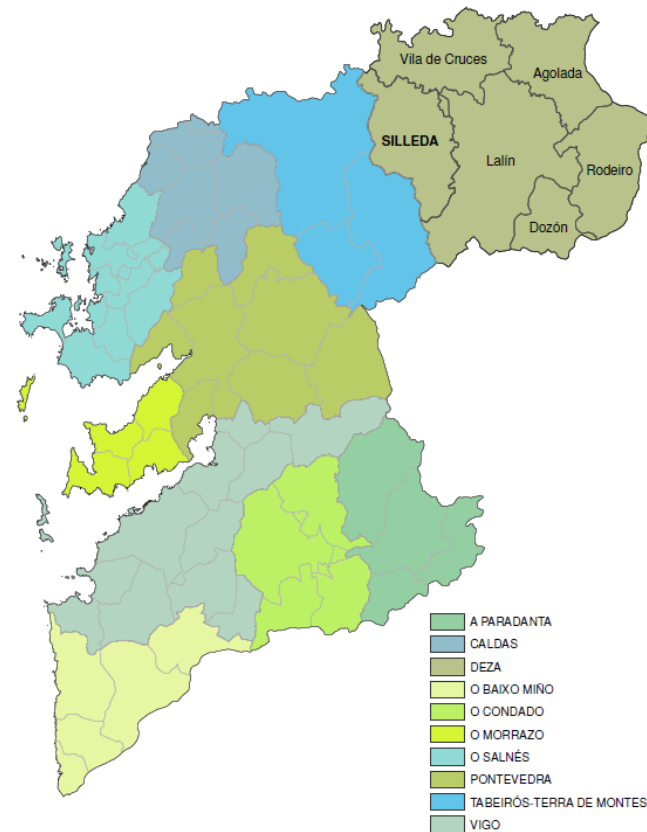 Vila de Cruces
Agolada
SILLEDA
Lalín
Rodeiro
Dozón
A PARADANTA
CALDAS
DEZA
O BAIXO MIÑO
O CONDADO
O MORRAZO
O SALNÉS
PONTEVEDRA
TABEIRÓS-TERRA DE MONTES
VIGO